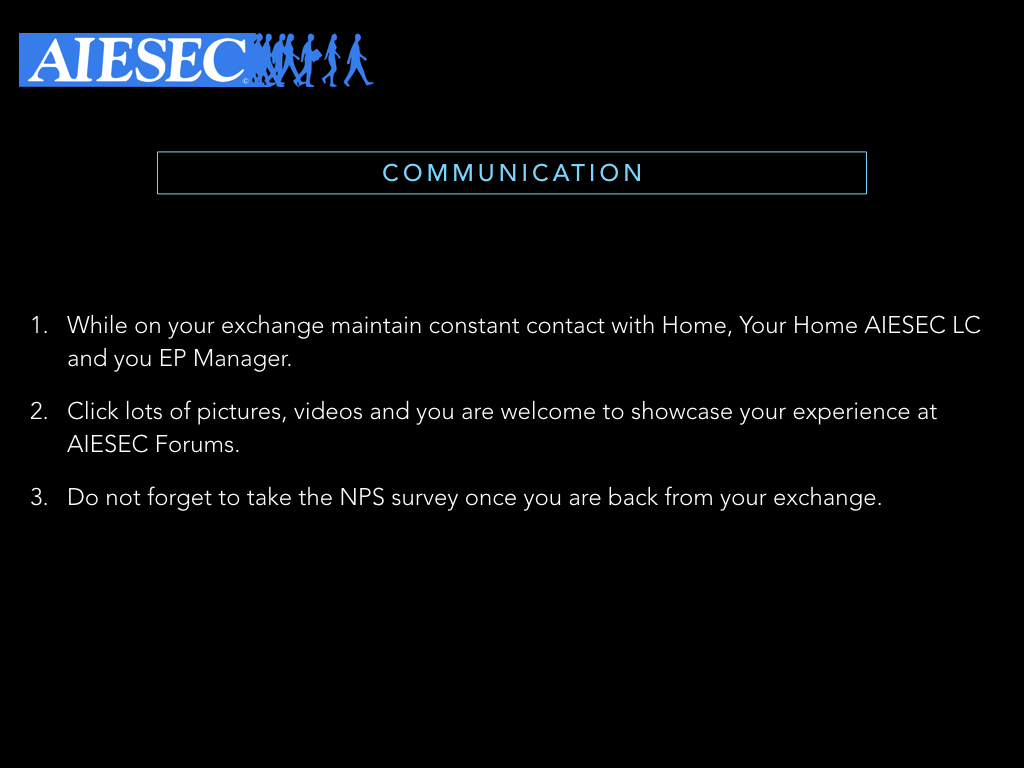 AIESEC
©
COMMUNICATION
1. While on your exchange maintain constant contact with Home, Your Home AIESEC LC
and you EP Manager.
2. Click lots of pictures, videos and you are welcome to showcase your experience at
AIESEC Forums.
3. Do not forget to take the NPS survey once you are back from your exchange.